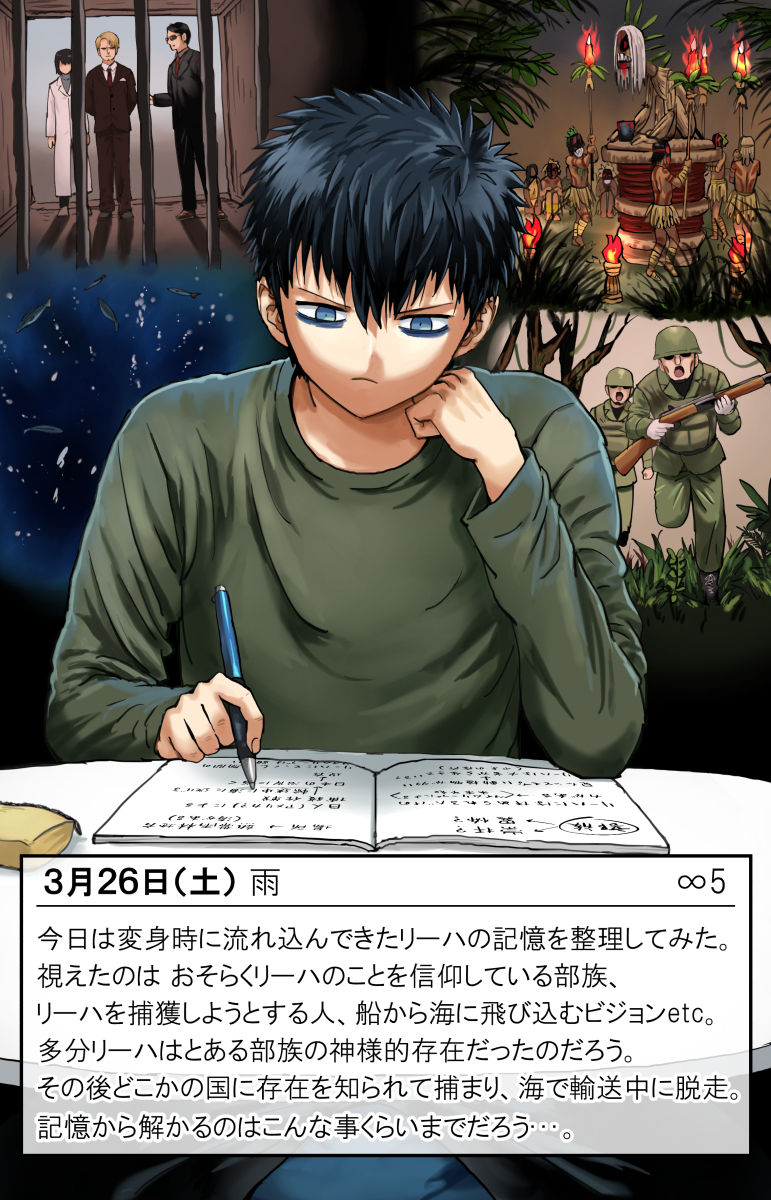 3月26日(土) 雨 ∞5
今日は変身時に流れ込んできたリーハの記憶を整理してみた。
視えたのは おそらくリーハのことを信仰している部族、
リーハを捕獲しようとする人、船から海に飛び込むビジョンetc。
多分リーハはとある部族の神様的存在だったのだろう。
その後どこかの国に存在を知られて捕まり、海で輸送中に脱走。
記憶から解かるのはこんな事くらいまでだろう…。